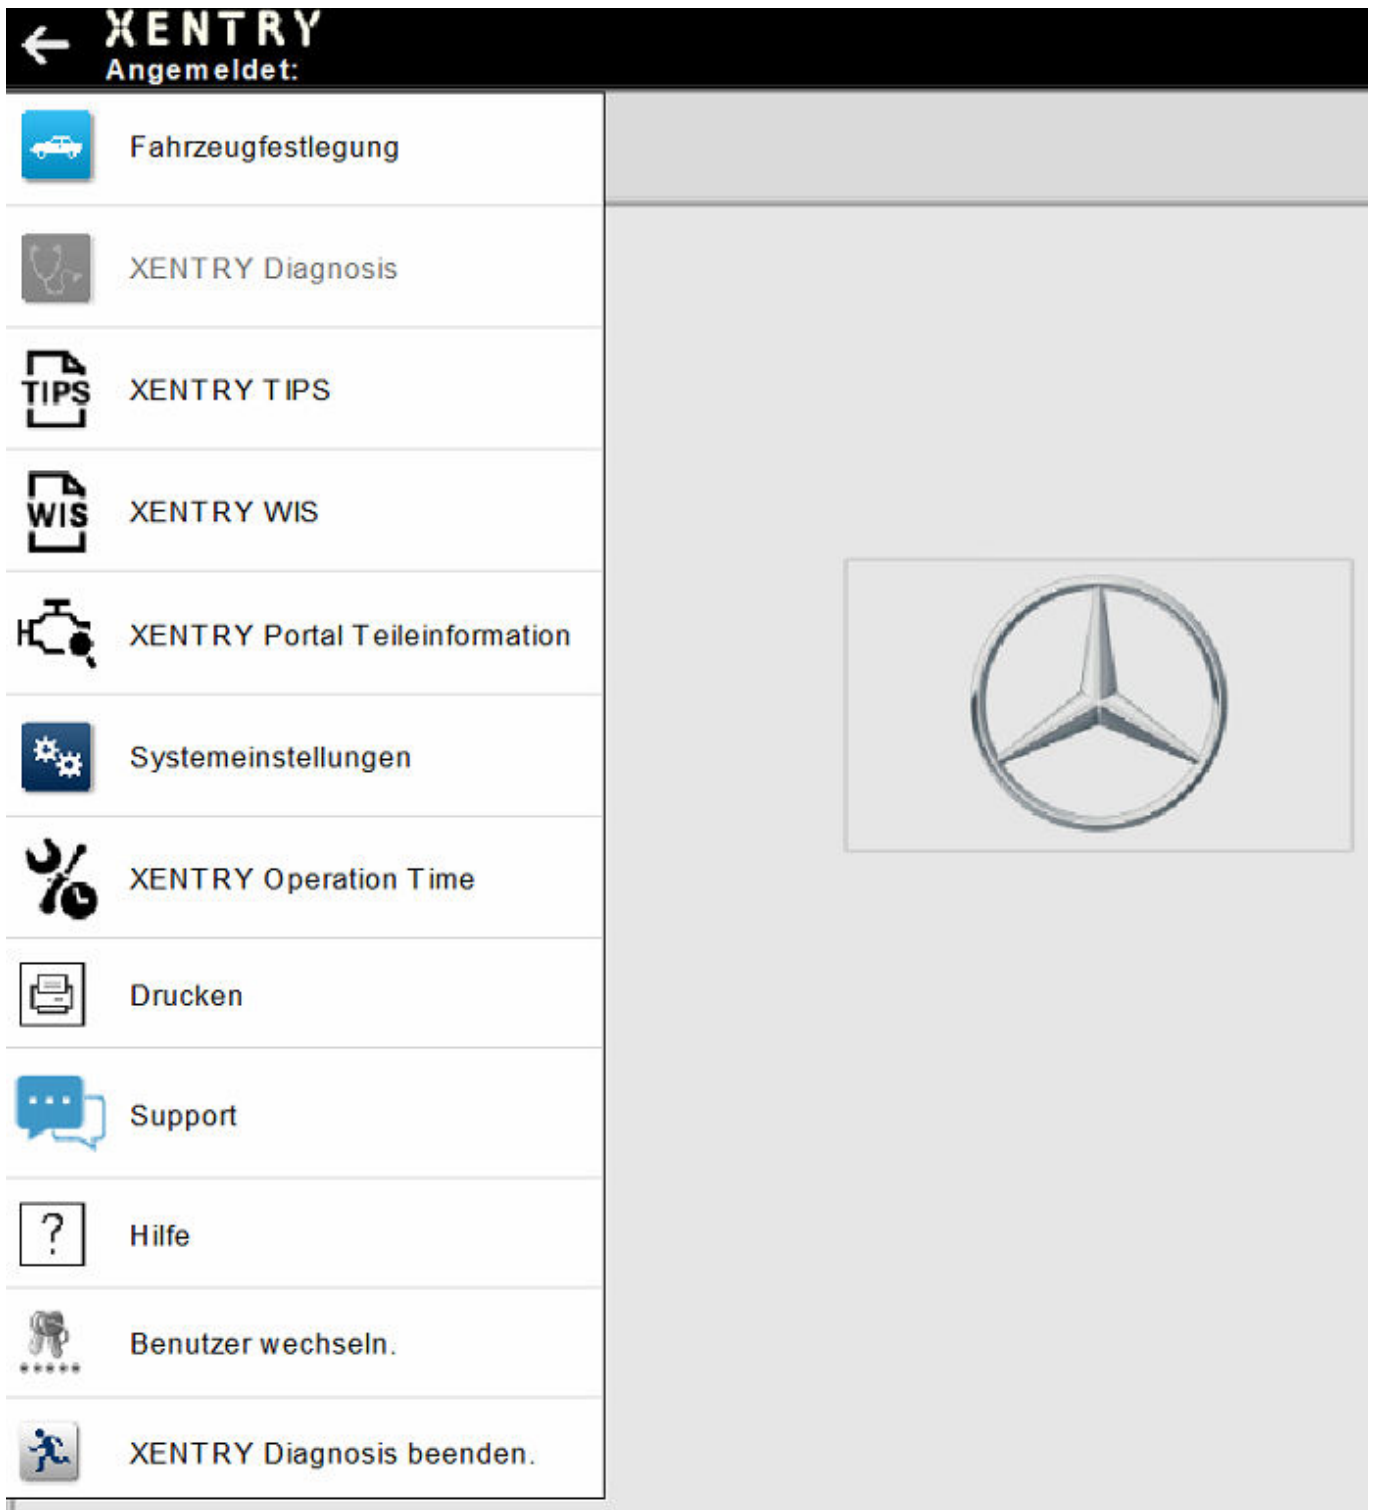 XENTRY
Angemeldet:
Fahrzeugfestlegung
XENTRY Diagnosis
TIPS
XENTRY TIPS
WIS
XENTRY WIS
XENTRY Portal Teileinformation
Systemeinstellungen
XENTRY Operation Time
Drucken
Support
?
Hilfe
*****
Benutzer wechseln.
XENTRY Diagnosis beenden.